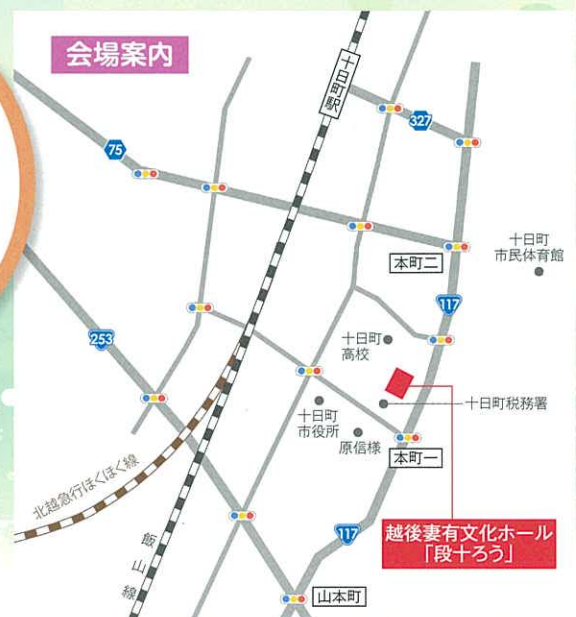 会場案内
十日町駅
327
75
本町二
十日町
市民体育館
117
253
十日町
高校
十日町税務署
十日町
市役所
原信様
本町一
北越急行ほくほく線
飯山線
117
越後妻有文化ホール
「段十ろう」
山本町